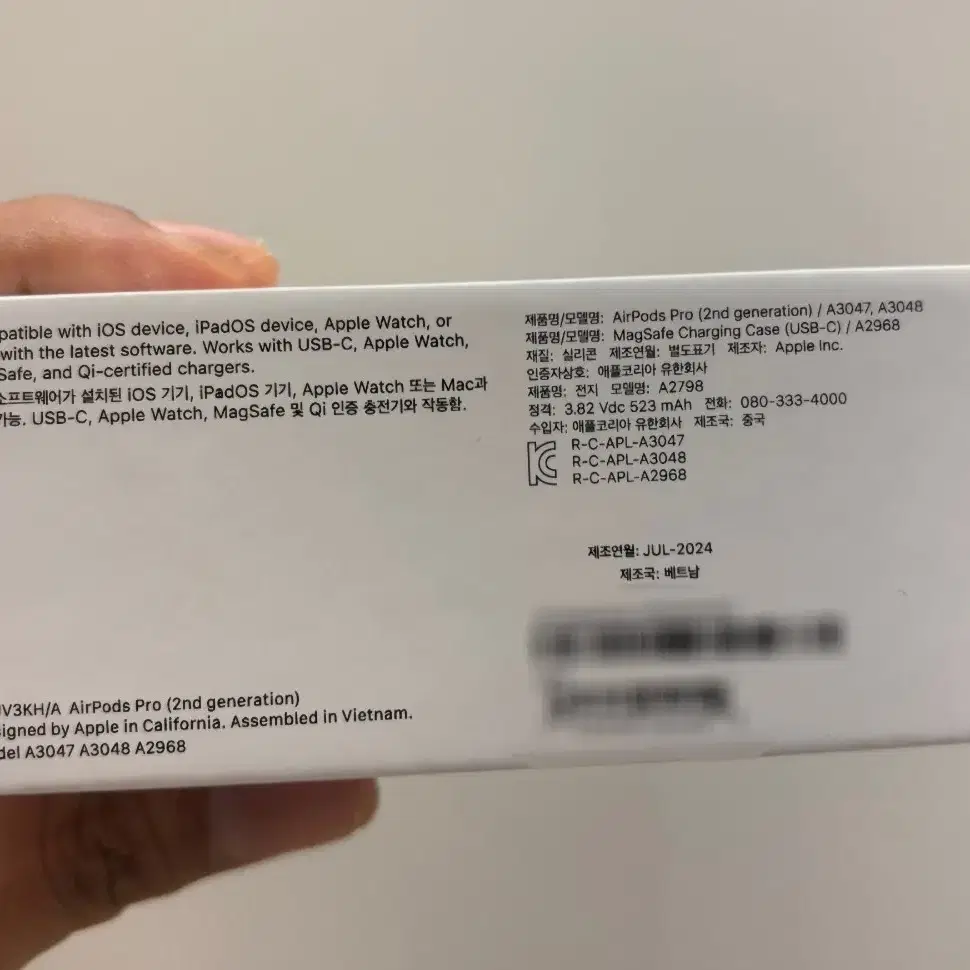 patible with iOS device, iPadOS device, Apple Watch, or
with the latest software. Works with USB-C, Apple Watch,
Safe, and Qi-certified chargers.
소프트웨어가 설치된 iOS 기기, iPadOS 기기, Apple Watch 또는 Mac과
가능. USB-C, Apple Watch, MagSafe 및 Qi 인증 충전기와 작동함.
V3KH/A AirPods Pro (2nd generation)
signed by Apple in California. Assembled in Vietnam.
del A3047 A3048 A2968
제품명/모델명: AirPods Pro (2nd generation) / A3047, A3048
제품명/모델명: MagSafe Charging Case (USB-C) / A2968
재질: 실리콘 제조연월: 별도표기 제조자: Apple Inc.
인증자상호: 애플코리아 유한회사
제품명: 전지 모델명: A2798
정격: 3.82 Vdc 523 mAh 전화: 080-333-4000
수입자: 애플코리아 유한회사 제조국: 중국
R-C-APL-A3047
R-C-APL-A3048
R-C-APL-A2968
제조연월: JUL-2024
제조국: 베트남